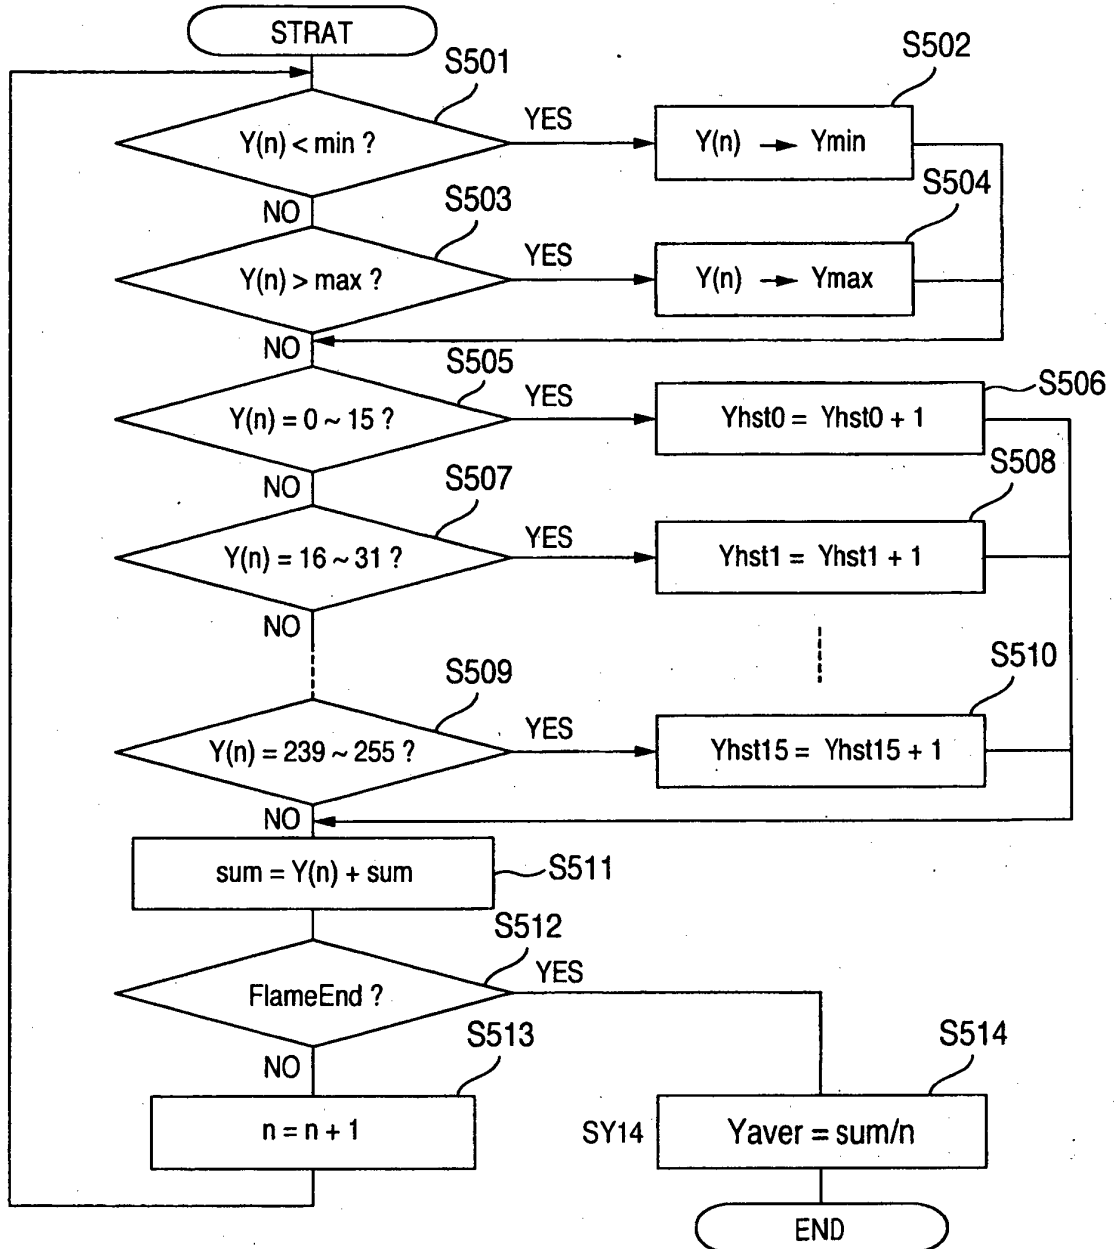 STRAT
S501
Y(n) < min ?
YES
S502
Y(n) → Ymin
NO
S503
Y(n) > max ?
YES
S504
Y(n) → Ymax
NO
S505
Y(n) = 0 ~ 15 ?
YES
S506
Yhst0 = Yhst0 + 1
NO
S507
Y(n) = 16 ~ 31 ?
YES
S508
Yhst1 = Yhst1 + 1
NO
S509
Y(n) = 239 ~ 255 ?
YES
S510
Yhst15 = Yhst15 + 1
NO
sum = Y(n) + sum
S511
S512
FlameEnd ?
YES
NO
S513
n = n + 1
S514
SY14
Yaver = sum/n
END